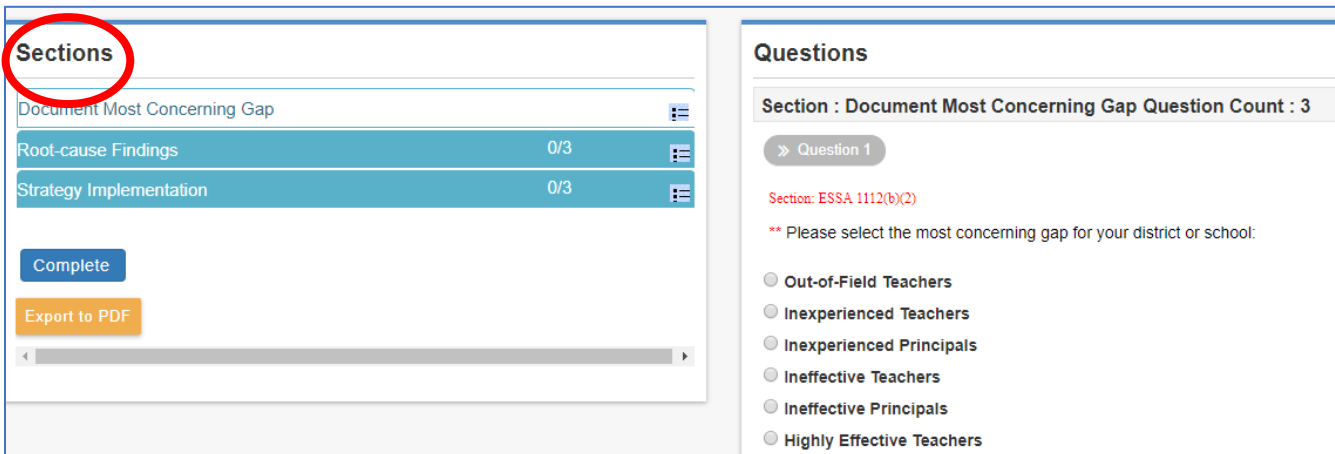 Sections
Document Most Concerning Gap
Root-cause Findings 0/3
Strategy Implementation 0/3
Complete
Export to PDF
Questions
Section : Document Most Concerning Gap Question Count : 3
» Question 1
Section: ESSA 1112(b)(2)
** Please select the most concerning gap for your district or school:
Out-of-Field Teachers
Inexperienced Teachers
Inexperienced Principals
Ineffective Teachers
Ineffective Principals
Highly Effective Teachers